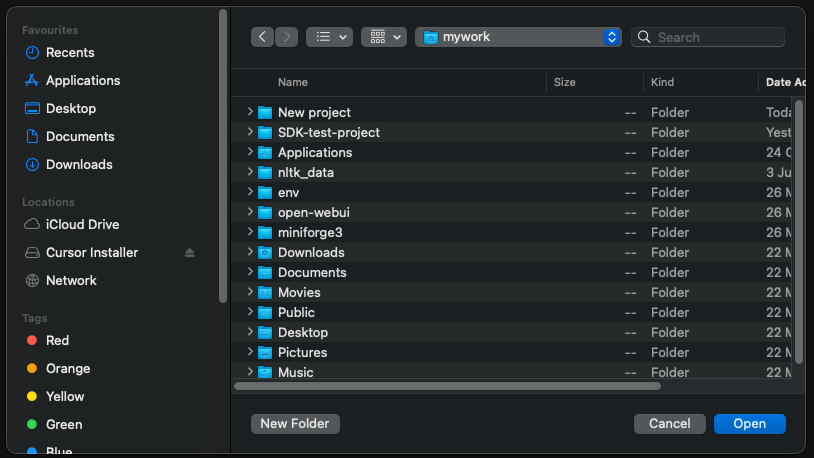 Favourites
Recents
Applications
Desktop
Documents
Downloads
Locations
iCloud Drive
Cursor Installer
Network
Tags
Red
Orange
Yellow
Green
Blue
mywork
Search
Name Size Kind Date Ad
New project -- Folder Toda
SDK-test-project -- Folder Yest
Applications -- Folder 24 O
nltk_data -- Folder 3 Ju
env -- Folder 26 M
open-webui -- Folder 26 M
miniforge3 -- Folder 26 M
Downloads -- Folder 22 M
Documents -- Folder 22 M
Movies -- Folder 22 M
Public -- Folder 22 M
Desktop -- Folder 22 M
Pictures -- Folder 22 M
Music -- Folder 22 M
New Folder Cancel Open